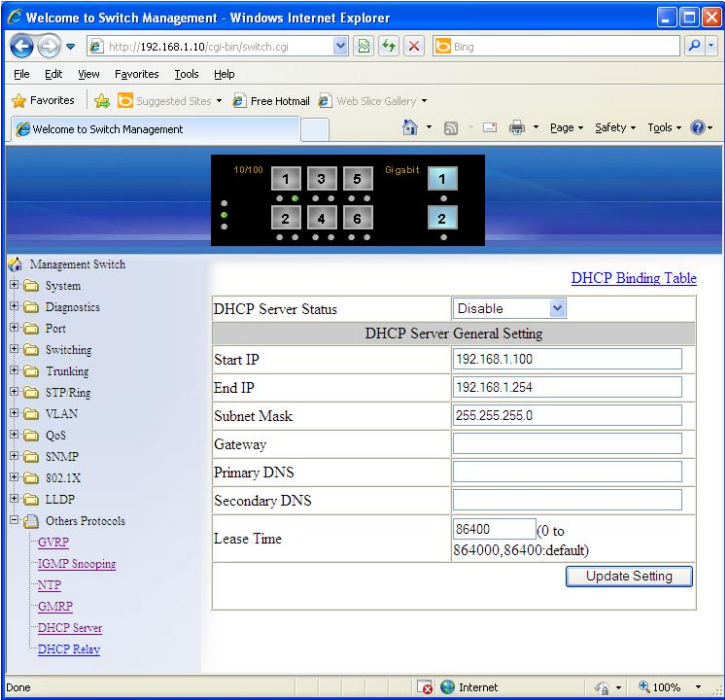 Welcome to Switch Management - Windows Internet Explorer
http://192.168.1.10/cgi-bin/switch.cgi
Bing
File Edit View Favorites Tools Help
Favorites Suggested Sites Free Hotmail Web Slice Gallery
Welcome to Switch Management
Page Safety Tools
10/100 1 3 5 Gigabit 1
2 4 6 2
Management Switch
System
Diagnostics
Port
Switching
Trunking
STP/Ring
VLAN
QoS
SNMP
802.1X
LLDP
Others Protocols
GVRP
IGMP Snooping
NTP
GMRP
DHCP Server
DHCP Relay
DHCP Binding Table
DHCP Server Status Disable
DHCP Server General Setting
Start IP 192.168.1.100
End IP 192.168.1.254
Subnet Mask 255.255.255.0
Gateway
Primary DNS
Secondary DNS
Lease Time 86400 (0 to
864000,86400:default)
Update Setting
Done Internet 100%